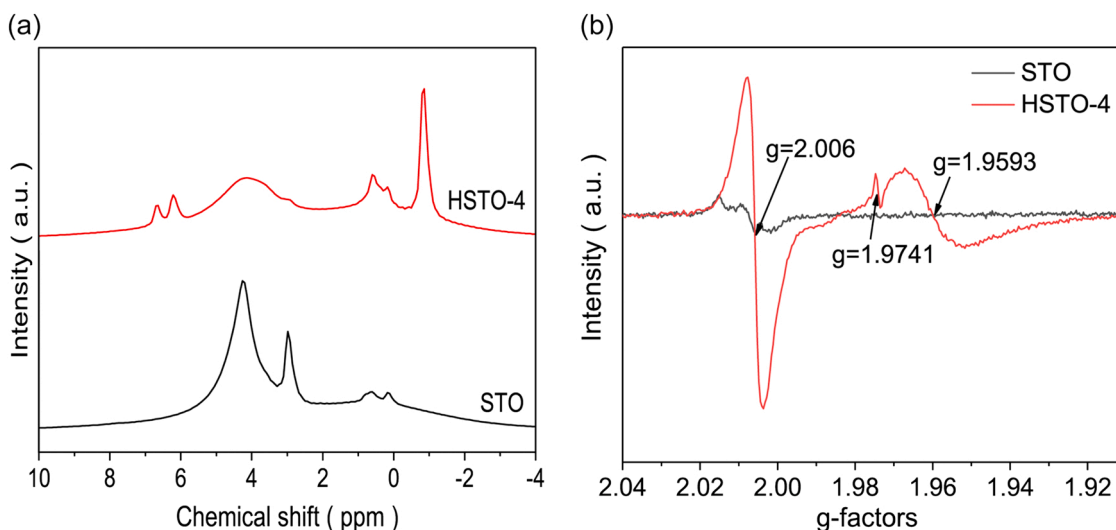 (a)
Intensity ( a.u. )
HSTO-4
STO
10 8 6 4 2 0 -2 -4
Chemical shift ( ppm )
(b)
Intensity ( a.u. )
STO
HSTO-4
g=2.006
g=1.9593
g=1.9741
2.04 2.02 2.00 1.98 1.96 1.94 1.92
g-factors